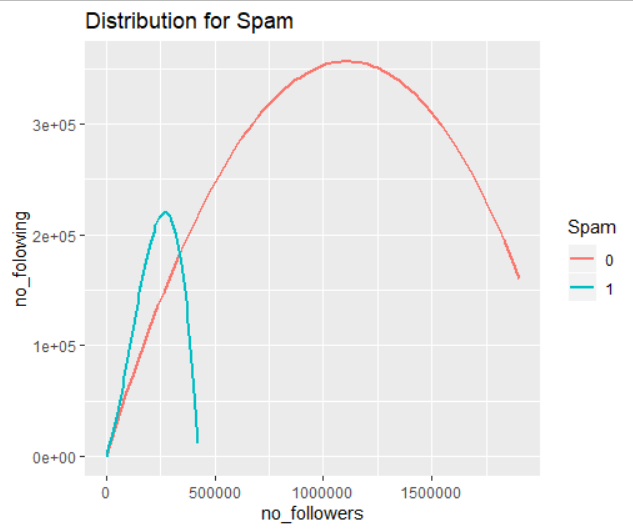 Distribution for Spam
3e+05
2e+05
1e+05
0e+00
no_folowing
0
500000
1000000
1500000
no_followers
Spam
0
1